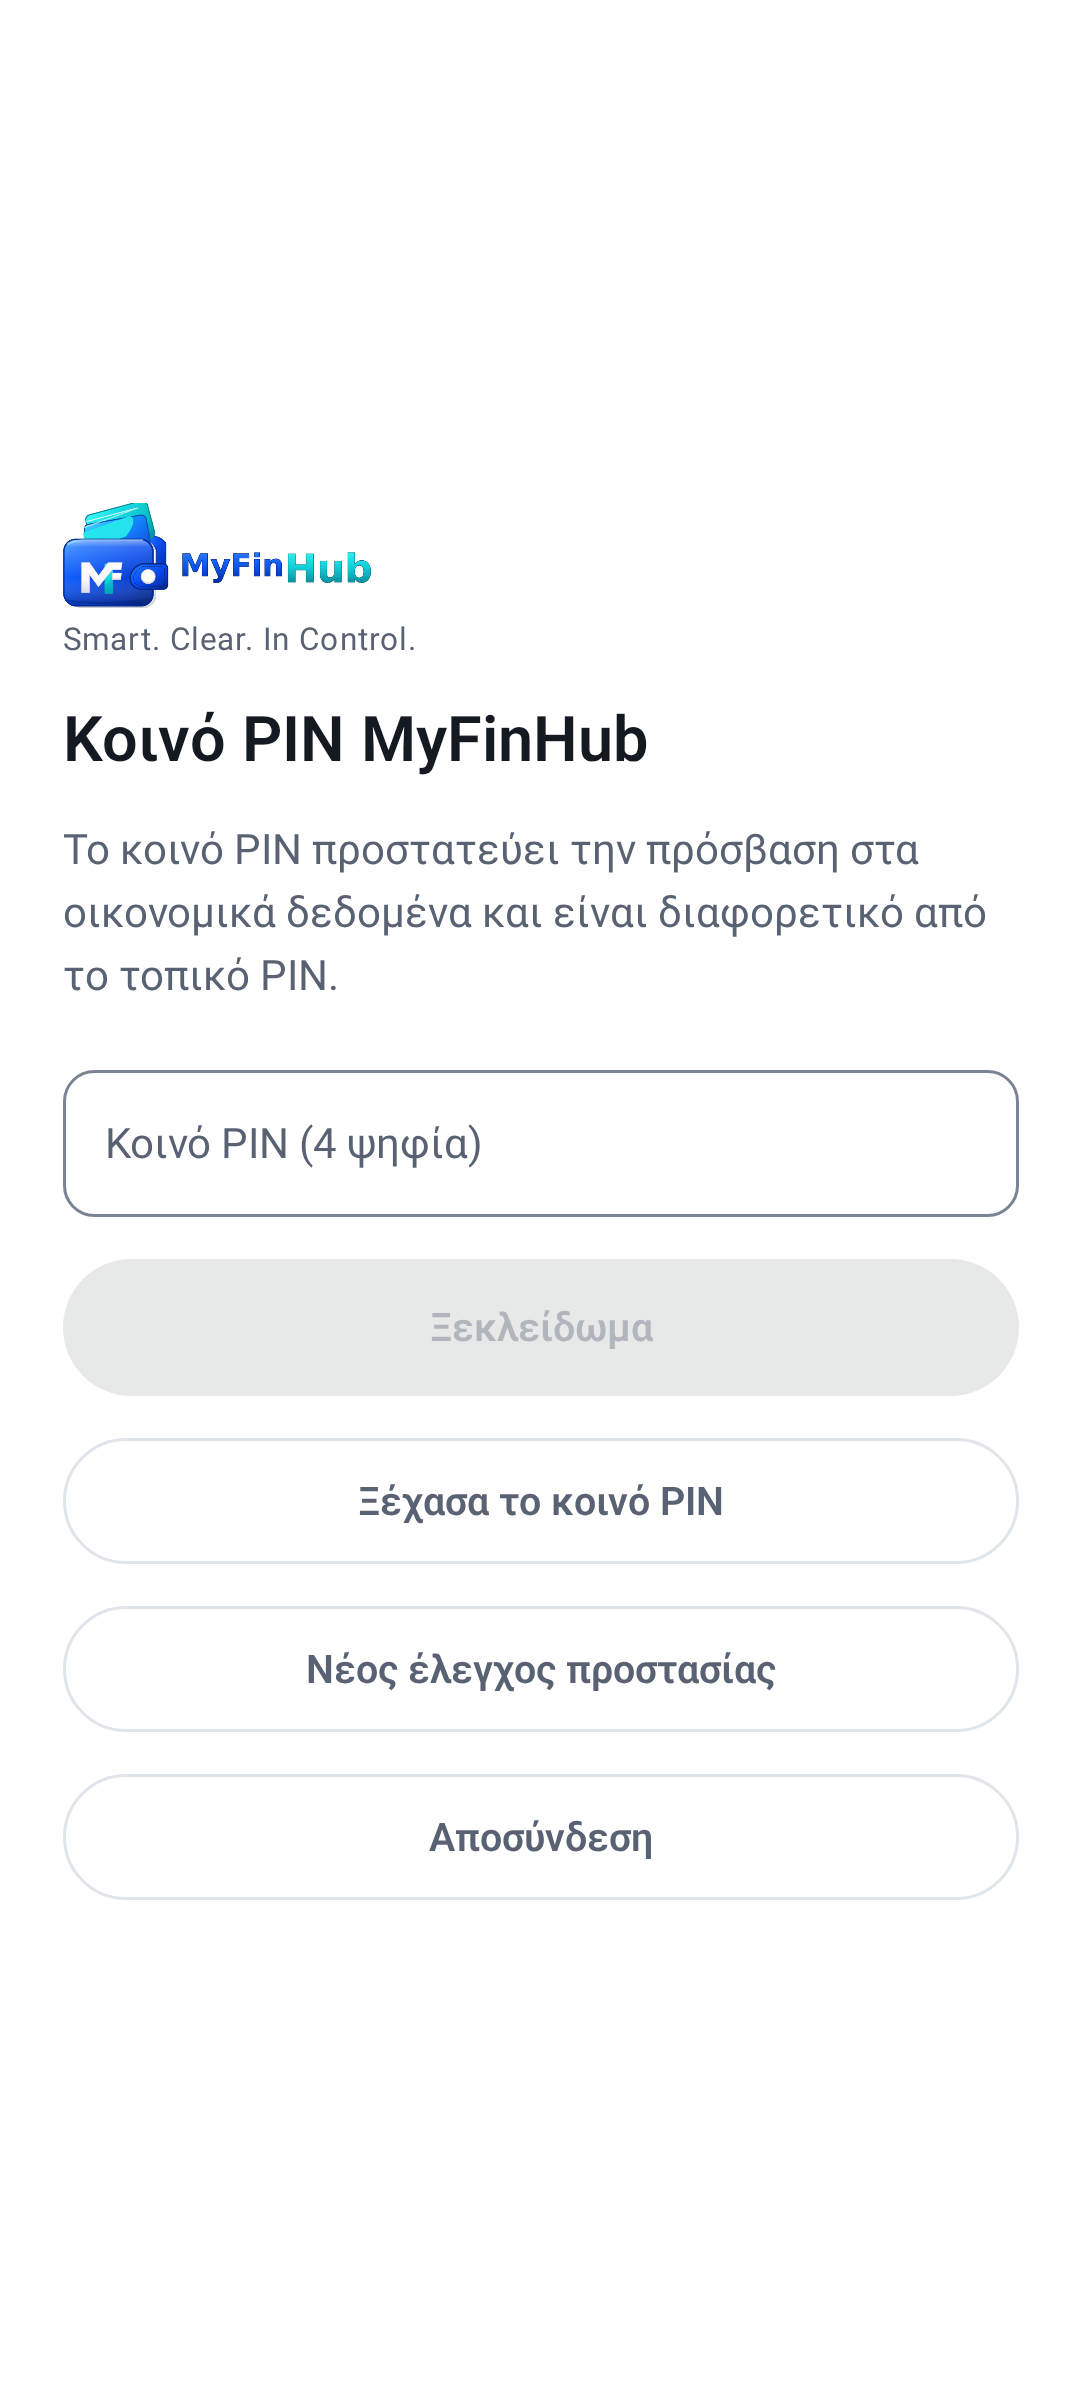 MF MyFinHub
Smart. Clear. In Control.
Κοινό PIN MyFinHub
Το κοινό PIN προστατεύει την πρόσβαση στα
οικονομικά δεδομένα και είναι διαφορετικό από
το τοπικό PIN.
Κοινό PIN (4 ψηφία)
Ξεκλείδωμα
Ξέχασα το κοινό PIN
Νέος έλεγχος προστασίας
Αποσύνδεση